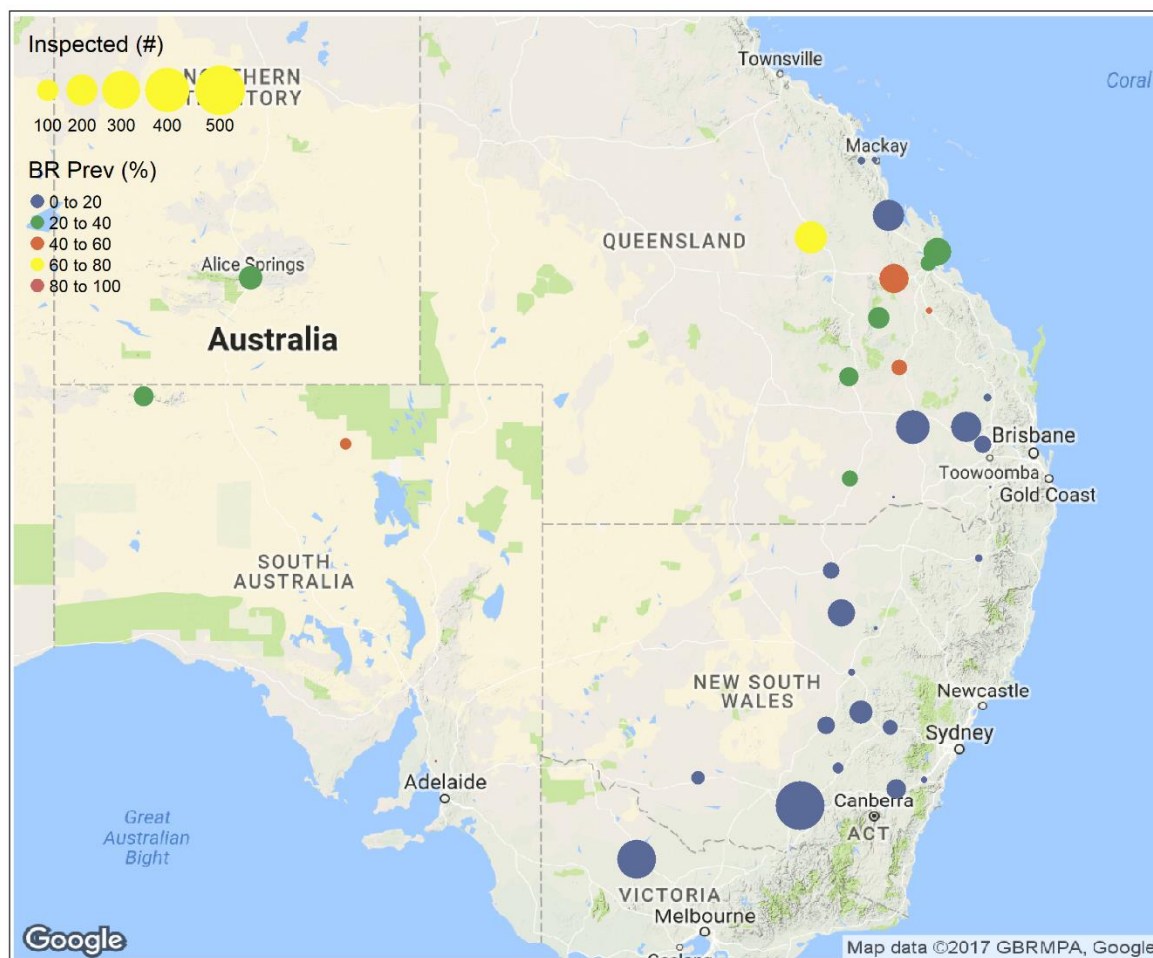 Inspected (#)
NORTHERN
TERRITORY
100 200 300 400 500
BR Prev (%)
0 to 20
20 to 40
40 to 60
60 to 80
80 to 100
Townsville
Coral
Mackay
QUEENSLAND
Alice Springs
Australia
Brisbane
Toowoomba
Gold Coast
SOUTH
AUSTRALIA
NEW SOUTH
WALES
Newcastle
Sydney
Adelaide
Canberra
ACT
Great
Australian
Bight
VICTORIA
Melbourne
Google
Map data ©2017 GBRMPA, Google